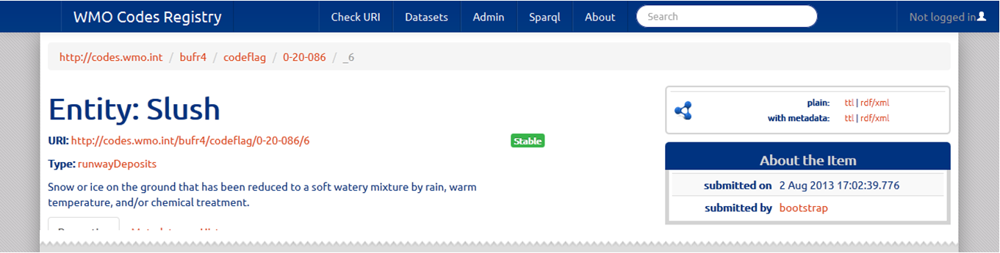 WMO Codes Registry Check URI Datasets Admin Sparql About Search Not logged in
http://codes.wmo.int / bufr4 / codeflag / 0-20-086 / _6
Entity: Slush
URI: http://codes.wmo.int/bufr4/codeflag/0-20-086/6 Stable
Type: runwayDeposits
Snow or ice on the ground that has been reduced to a soft watery mixture by rain, warm
temperature, and/or chemical treatment.
plain: ttl | rdf/xml
with metadata: ttl | rdf/xml
About the Item
submitted on 2 Aug 2013 17:02:39.776
submitted by bootstrap